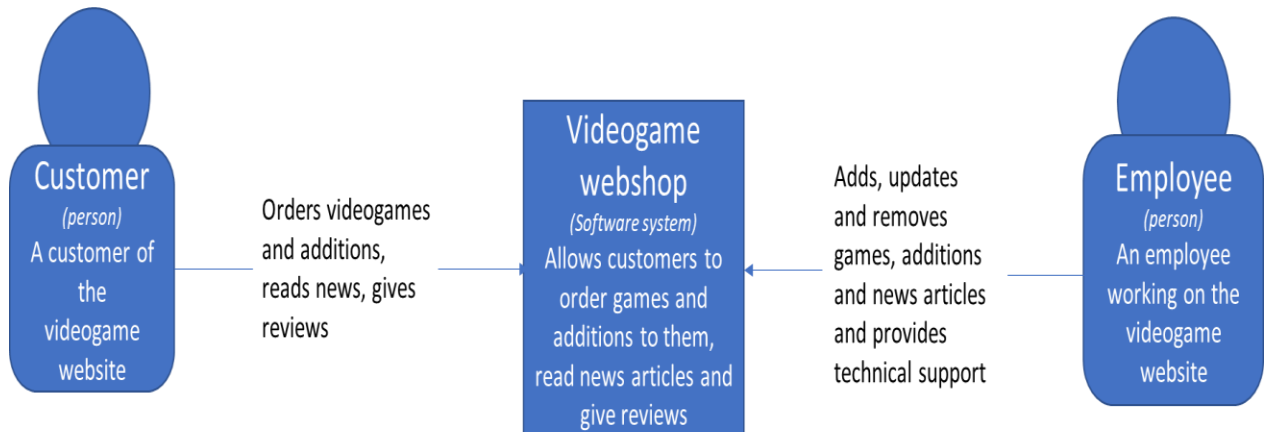 Customer
(person)
A customer of
the
videogame
website
Orders videogames
and additions,
reads news, gives
reviews
Videogame
webshop
(Software system)
Allows customers to
order games and
additions to them,
read news articles and
give reviews
Adds, updates
and removes
games, additions
and news articles
and provides
technical support
Employee
(person)
An employee
working on the
videogame
website